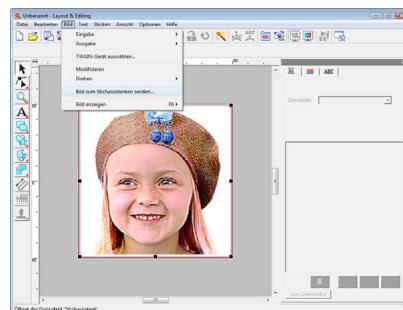 Unbenannt - Layout & Editing
Datei Bearbeiten Bild Text Sticken Ansicht Optionen Hilfe
Eingabe
Ausgabe
TWAIN-Gerät auswählen...
Modifizieren
Drehen
Bild zum Stichassistenten senden...
Bild anzeigen F6
ABC
A
Öffnet das Dialogfeld "Stichassistent"